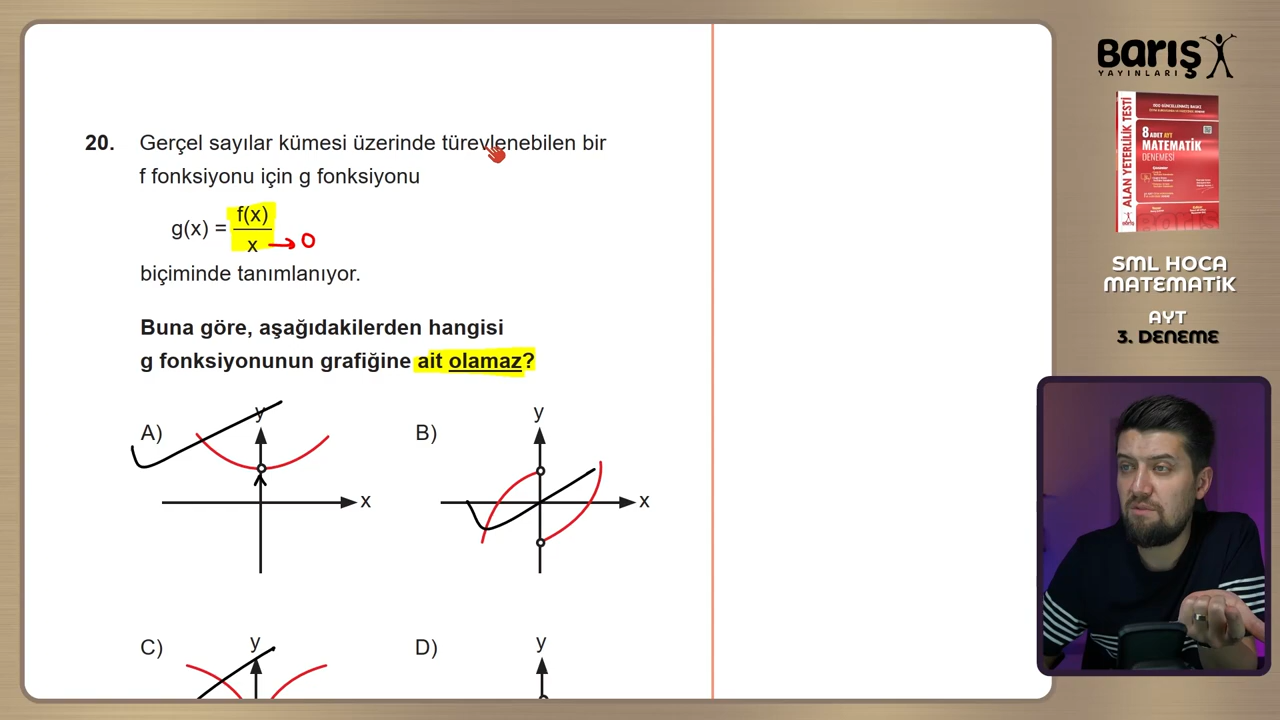 20. Gerçel sayılar kümesi üzerinde türevlenebilen bir
f fonksiyonu için g fonksiyonu
g(x) = f(x)/x → 0
biçiminde tanımlanıyor.
Buna göre, aşağıdakilerden hangisi
g fonksiyonunun grafiğine ait olamaz?
A) y x
B) y x
C) y
D) y
BARIŞ
YAYINLARI
ALAN YETERLİLİK TESTİ
8 ADET AYT
MATEMATİK
DENEMESİ
BARIŞ
SML HOCA
MATEMATİK
AYT
3. DENEME